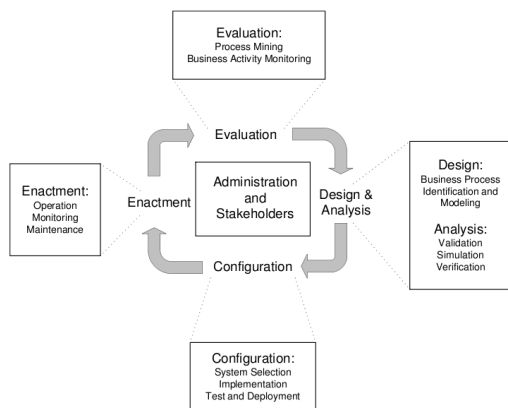 Evaluation:
Process Mining
Business Activity Monitoring
Evaluation
Enactment:
Operation
Monitoring
Maintenance
Enactment
Administration
and
Stakeholders
Design &
Analysis
Design:
Business Process
Identification and
Modeling
Analysis:
Validation
Simulation
Verification
Configuration
Configuration:
System Selection
Implementation
Test and Deployment